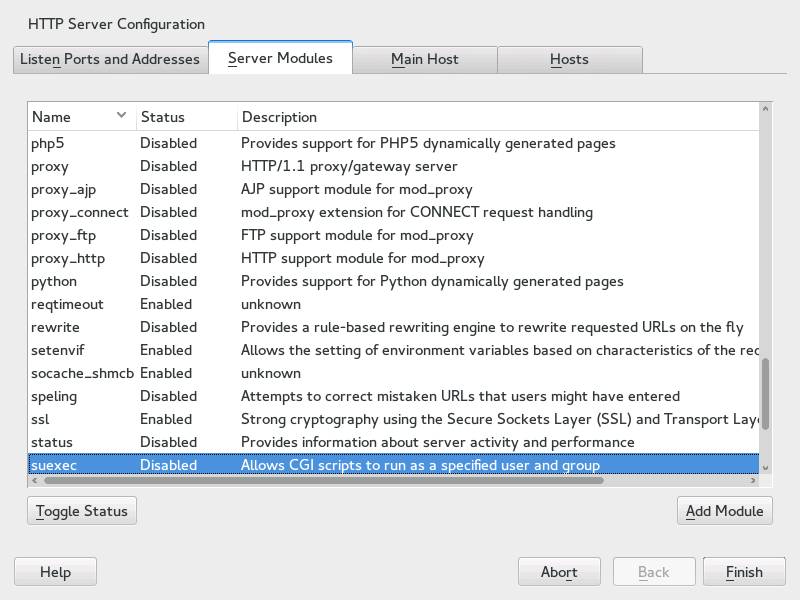 HTTP Server Configuration
Listen Ports and Addresses Server Modules Main Host Hosts
Name Status Description
php5 Disabled Provides support for PHP5 dynamically generated pages
proxy Disabled HTTP/1.1 proxy/gateway server
proxy_ajp Disabled AJP support module for mod_proxy
proxy_connect Disabled mod_proxy extension for CONNECT request handling
proxy_ftp Disabled FTP support module for mod_proxy
proxy_http Disabled HTTP support module for mod_proxy
python Disabled Provides support for Python dynamically generated pages
reqtimeout Enabled unknown
rewrite Disabled Provides a rule-based rewriting engine to rewrite requested URLs on the fly
setenvif Enabled Allows the setting of environment variables based on characteristics of the
socache_shmcb Enabled unknown
speling Disabled Attempts to correct mistaken URLs that users might have entered
ssl Enabled Strong cryptography using the Secure Sockets Layer (SSL) and Transport
status Disabled Provides information about server activity and performance
suexec Disabled Allows CGI scripts to run as a specified user and group
Toggle Status Add Module
Help Abort Back Finish